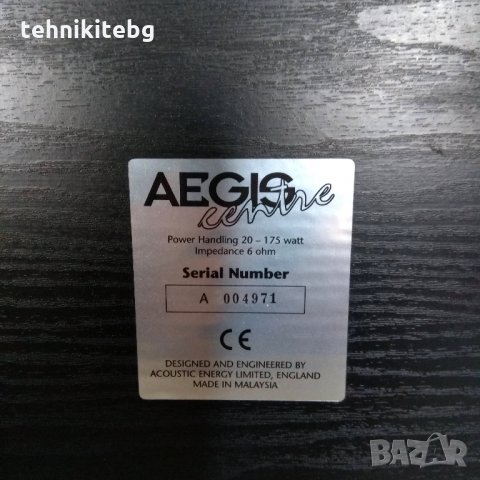 tehnikitebg
AEGIS
centre
Power Handling 20 – 175 watt
Impedance 6 ohm
Serial Number
A 004971
CE
DESIGNED AND ENGINEERED BY
ACOUSTIC ENERGY LIMITED, ENGLAND
MADE IN MALAYSIA
BAZAR